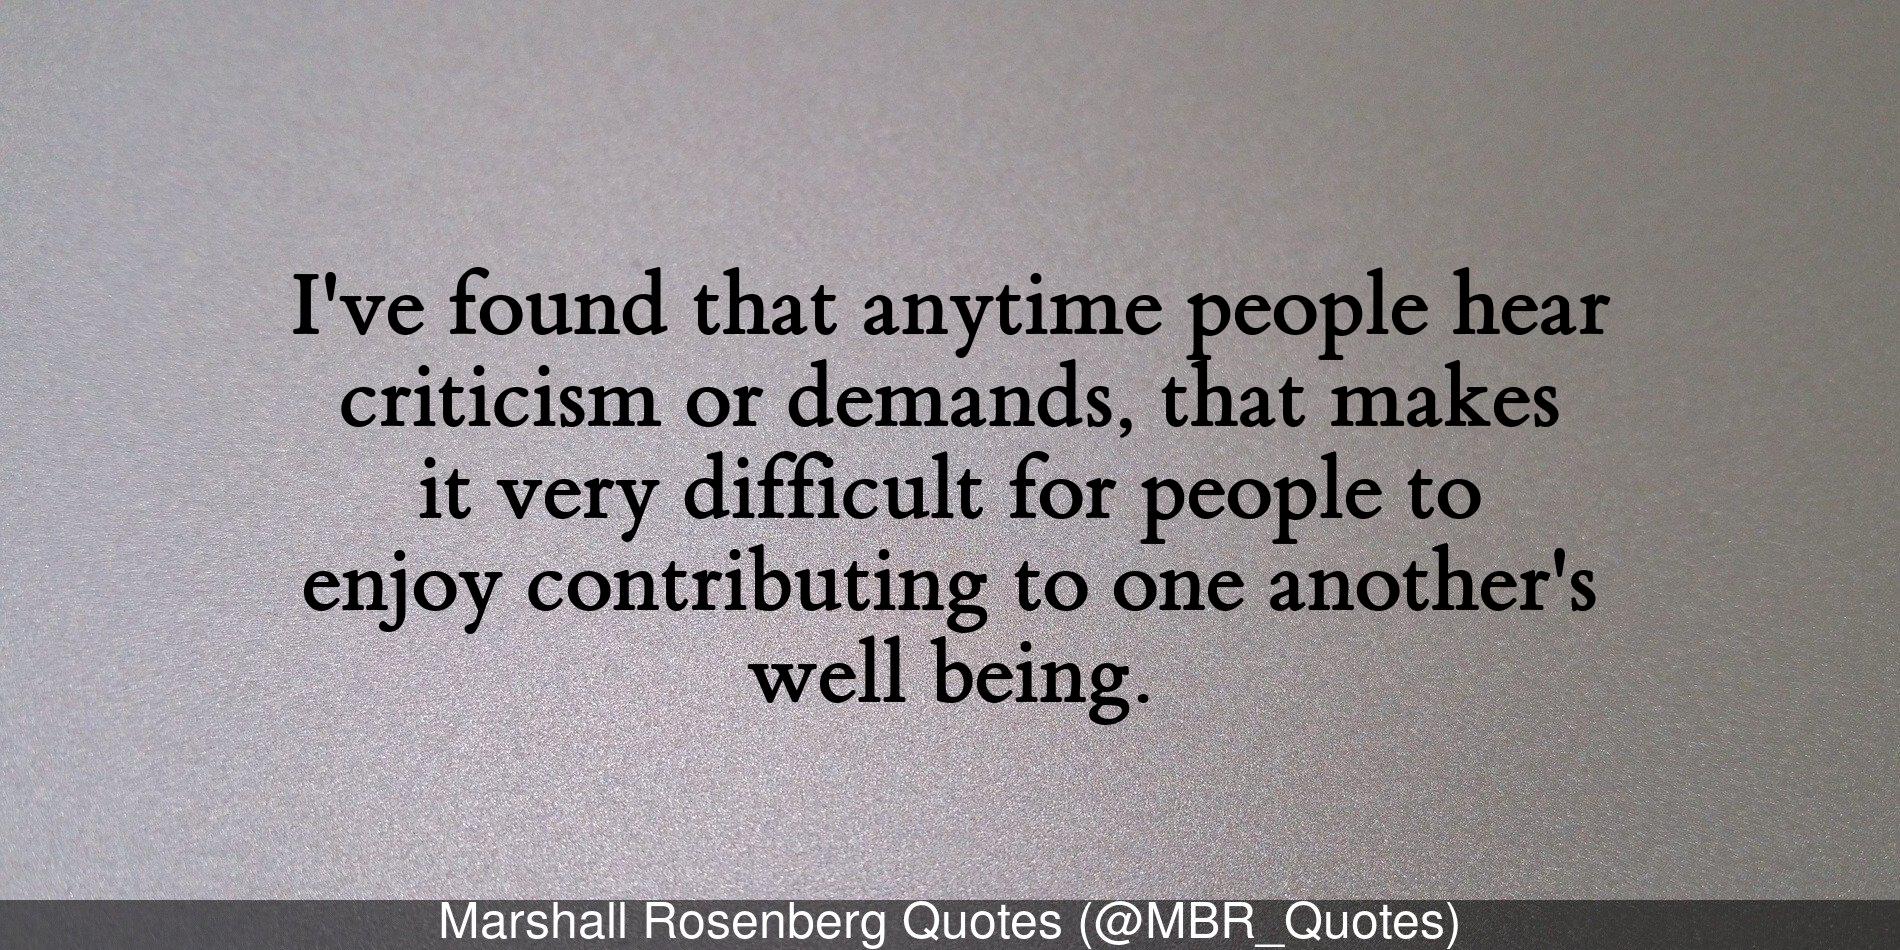 I've found that anytime people hear
criticism or demands, that makes
it very difficult for people to
enjoy contributing to one another's
well being.
Marshall Rosenberg Quotes (@MBR_Quotes)